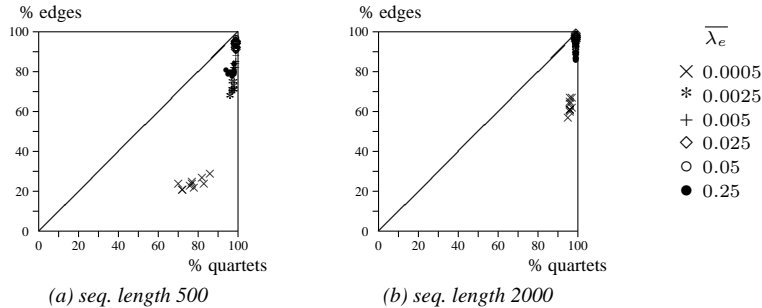 % edges
100
80
60
40
20
0
0 20 40 60 80 100
% quartets
(a) seq. length 500
% edges
100
80
60
40
20
0
0 20 40 60 80 100
% quartets
(b) seq. length 2000
λe
0.0005
0.0025
0.005
0.025
0.05
0.25